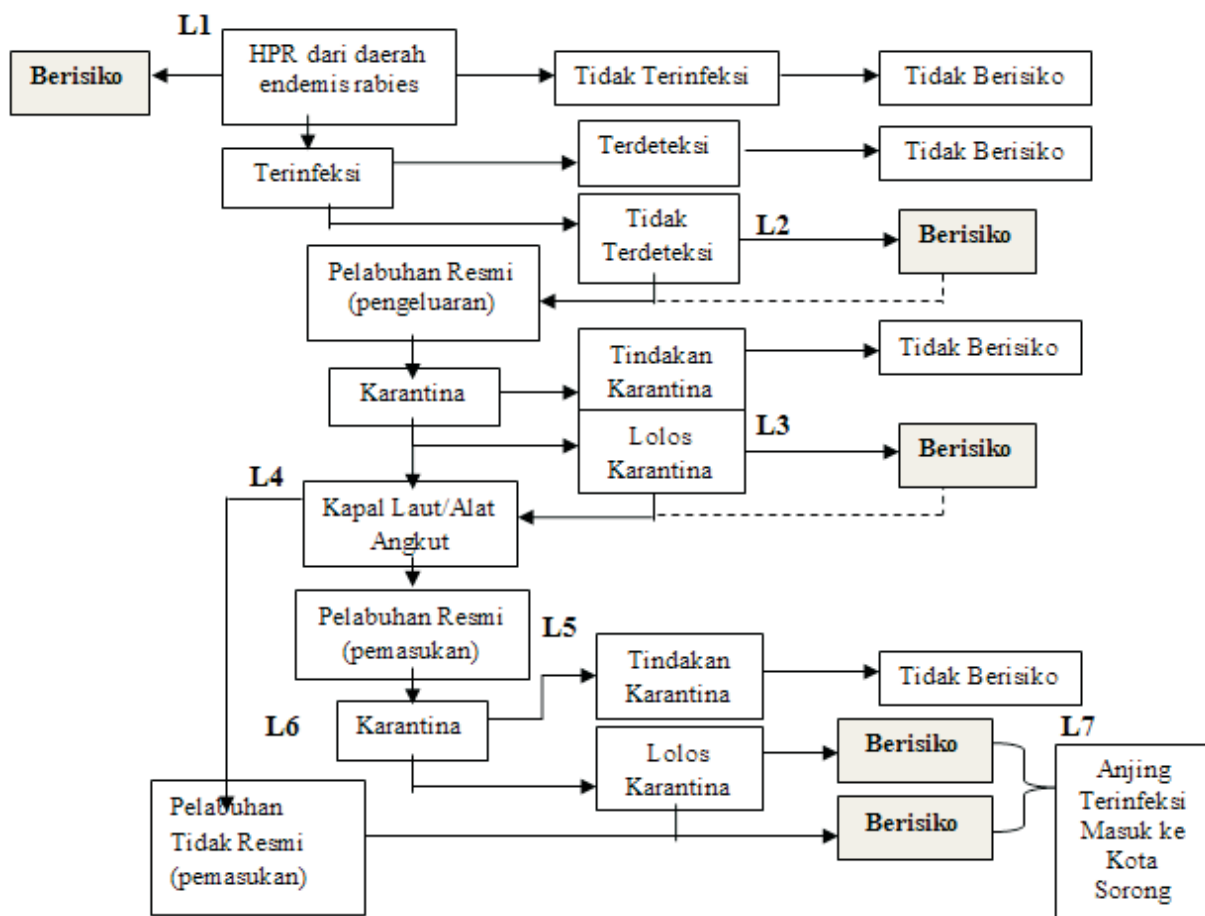 L1
HPR dari daerah
endemis rabies
Berisiko
Tidak Terinfeksi
Tidak Berisiko
Terinfeksi
Terdeteksi
Tidak Berisiko
Tidak
Terdeteksi
L2
Berisiko
Pelabuhan Resmi
(pengeluaran)
Tindakan
Karantina
Tidak Berisiko
Karantina
Lolos
Karantina
L3
Berisiko
L4
Kapal Laut/Alat
Angkut
Pelabuhan Resmi
(pemasukan)
L5
Tindakan
Karantina
Tidak Berisiko
L6
Karantina
Lolos
Karantina
Berisiko
L7
Pelabuhan
Tidak Resmi
(pemasukan)
Berisiko
Anjing
Terinfeksi
Masuk ke
Kota
Sorong